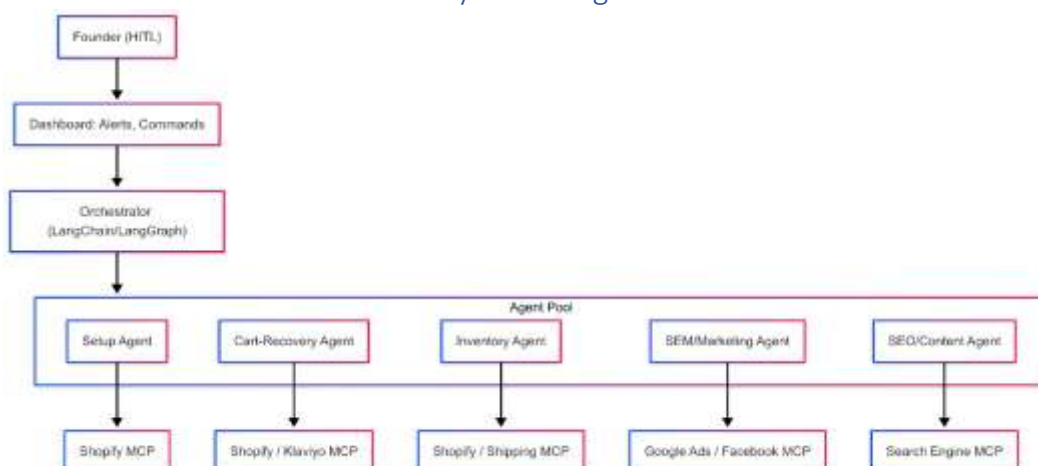 Founder (HITL)
Dashboard: Alerts, Commands
Orchestrator
(LangChain/LangGraph)
Agent Pool
Setup Agent
Cart-Recovery Agent
Inventory Agent
SEM/Marketing Agent
SEO/Content Agent
Shopify MCP
Shopify / Klaviyo MCP
Shopify / Shipping MCP
Google Ads / Facebook MCP
Search Engine MCP